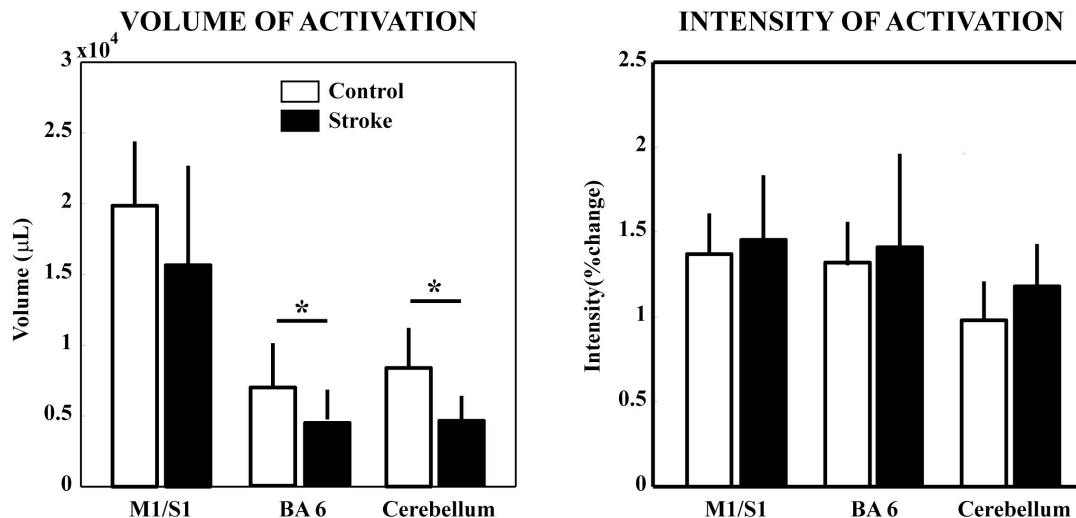 VOLUME OF ACTIVATION
x10⁴
3
2.5
2
1.5
1
0.5
0
Volume (µL)
Control
Stroke
*
*
M1/S1
BA 6
Cerebellum
INTENSITY OF ACTIVATION
2.5
2
1.5
1
0.5
0
Intensity(%change)
M1/S1
BA 6
Cerebellum